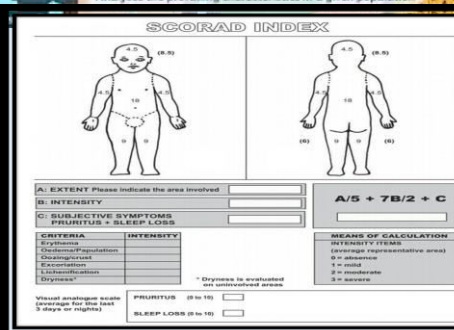 SCORAD INDEX
4.5 (8.5)
4.5 4.5
18
9 9
4.5 (8.5)
4.5 4.5
18
(6) 9 9 (6)
A: EXTENT Please indicate the area involved
B: INTENSITY
C: SUBJECTIVE SYMPTOMS
PRURITUS + SLEEP LOSS
A/5 + 7B/2 + C
CRITERIA INTENSITY
Erythema
Oedema/Papulation
Oozing/crust
Excoriation
Lichenification
Dryness*
* Dryness is evaluated
on uninvolved areas
MEANS OF CALCULATION
INTENSITY ITEMS
(average representative area)
0 = absence
1 = mild
2 = moderate
3 = severe
Visual analogue scale
(average for the last
3 days or nights)
PRURITUS (0 to 10)
SLEEP LOSS (0 to 10)